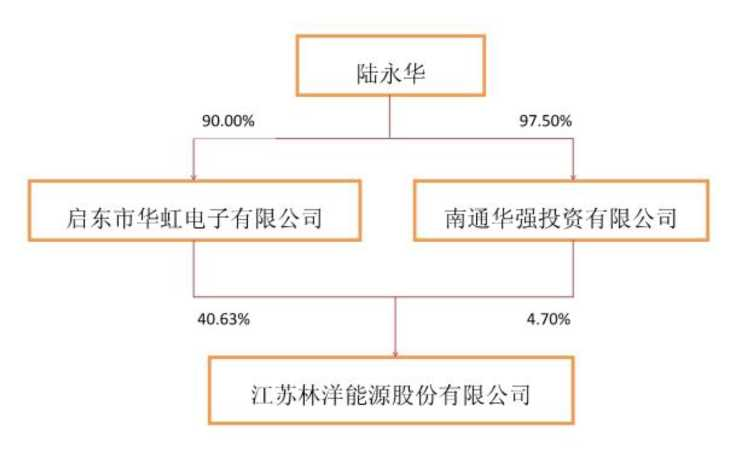 陆永华
90.00%
97.50%
启东市华虹电子有限公司
南通华强投资有限公司
40.63%
4.70%
江苏林洋能源股份有限公司